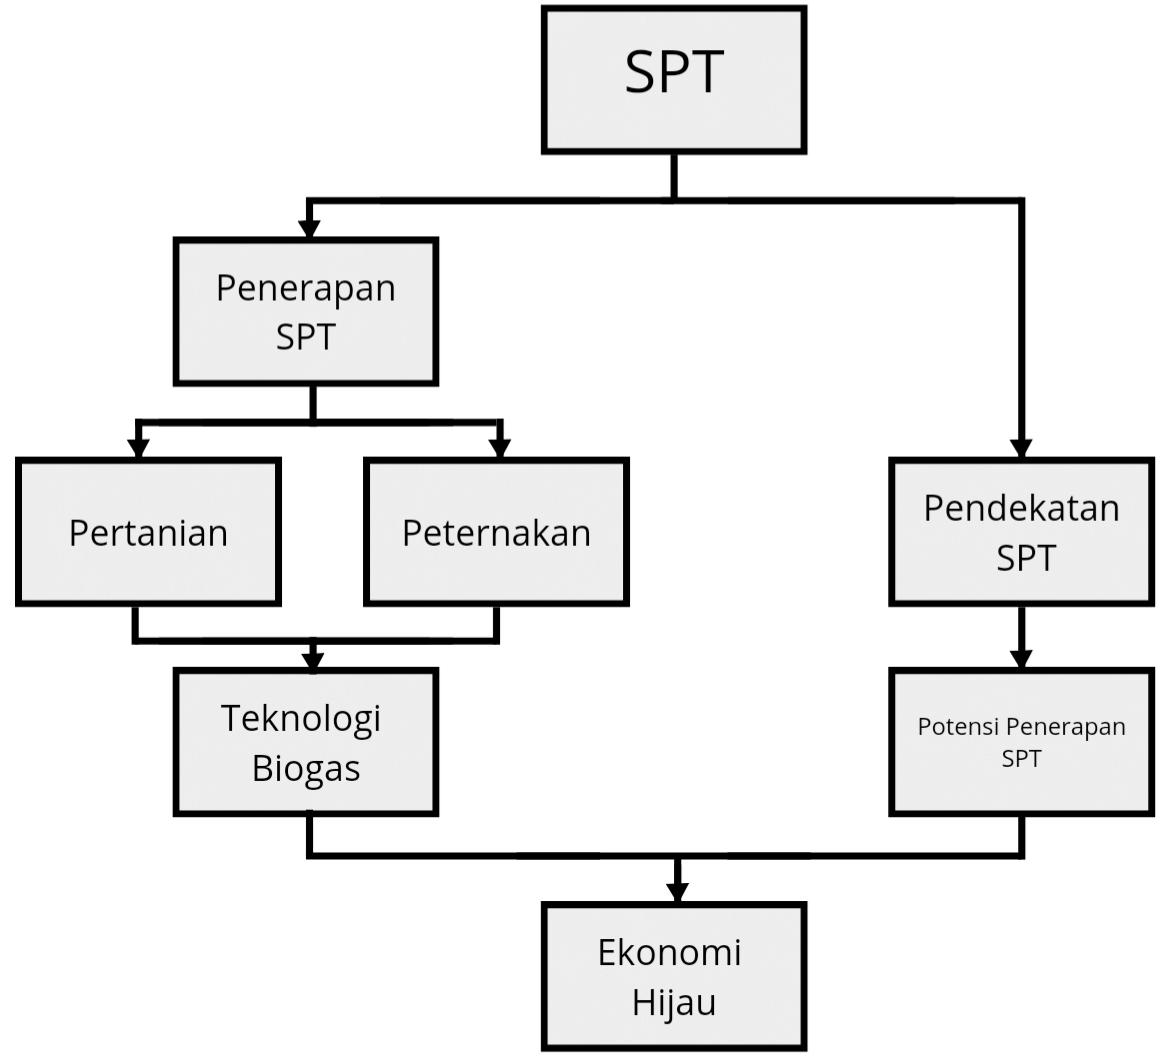 SPT
Penerapan
SPT
Pertanian
Peternakan
Pendekatan
SPT
Teknologi
Biogas
Potensi Penerapan
SPT
Ekonomi
Hijau